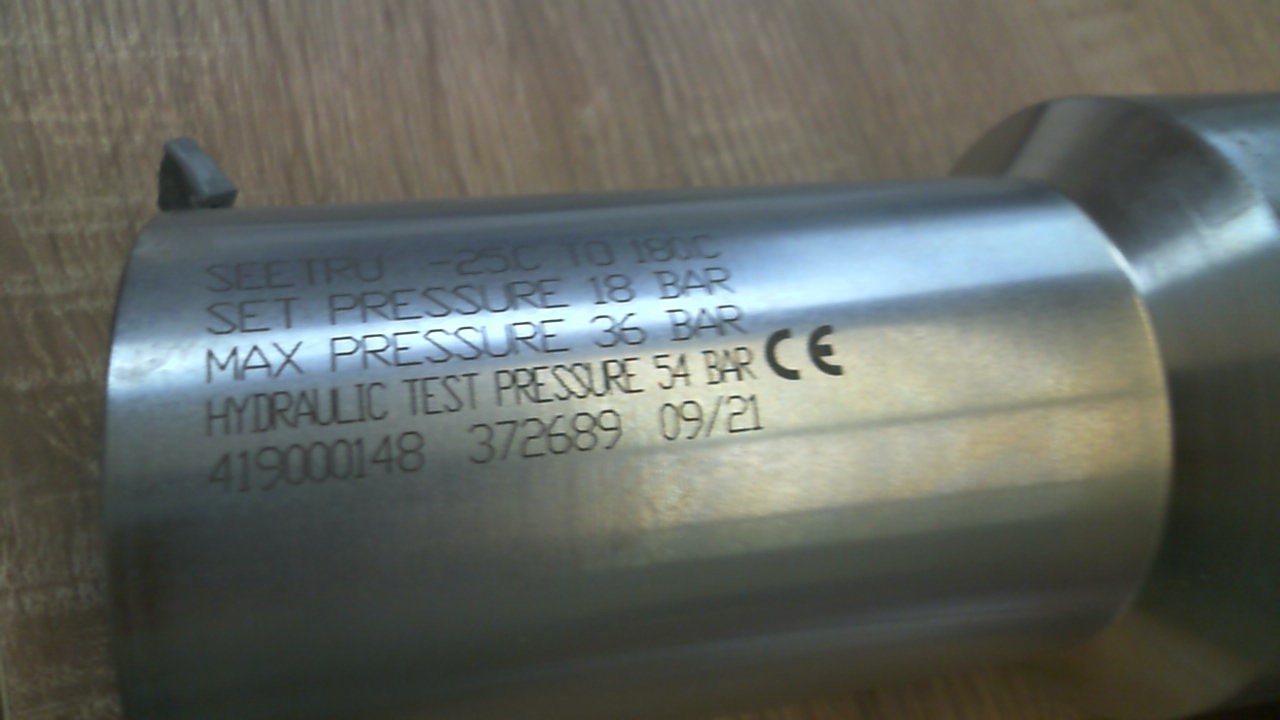 SEETRU -25C TO 180C
SET PRESSURE 18 BAR
MAX PRESSURE 36 BAR
HYDRAULIC TEST PRESSURE 54 BAR CE
419000148 372689 09/21